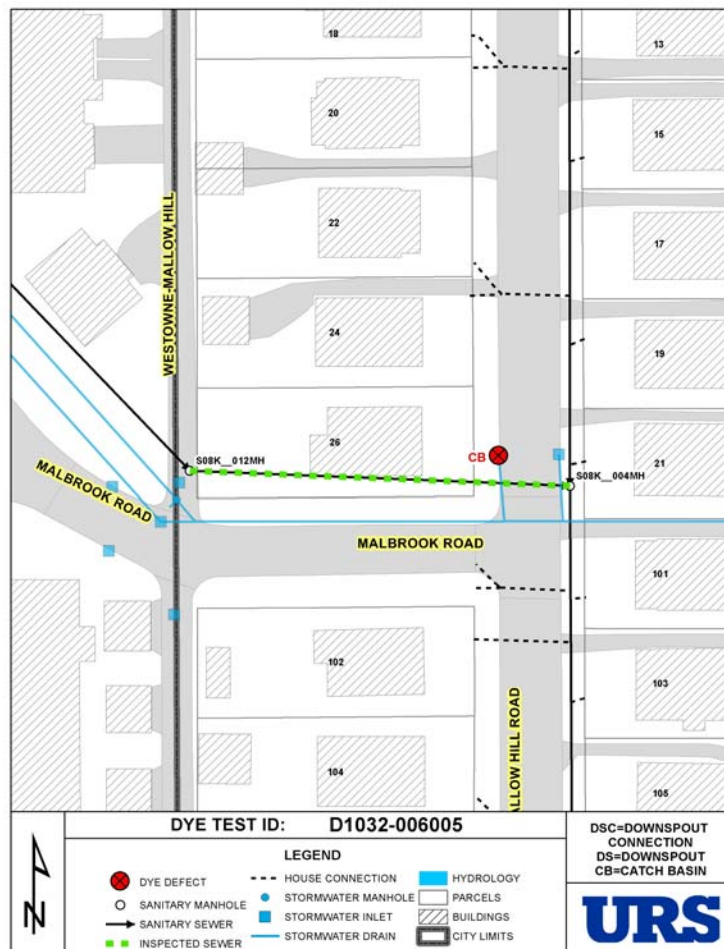 18
13
20
15
22
17
WESTOWNE-MALLOW HILL
24
19
26
CB
21
S08K__012MH
S08K__004MH
MALBROOK ROAD
MALBROOK ROAD
101
102
103
ALLOW HILL ROAD
104
105
DYE TEST ID: D1032-006005
LEGEND
DYE DEFECT
SANITARY MANHOLE
SANITARY SEWER
INSPECTED SEWER
HOUSE CONNECTION
STORMWATER MANHOLE
STORMWATER INLET
STORMWATER DRAIN
HYDROLOGY
PARCELS
BUILDINGS
CITY LIMITS
DSC=DOWNSPOUT
CONNECTION
DS=DOWNSPOUT
CB=CATCH BASIN
URS
N